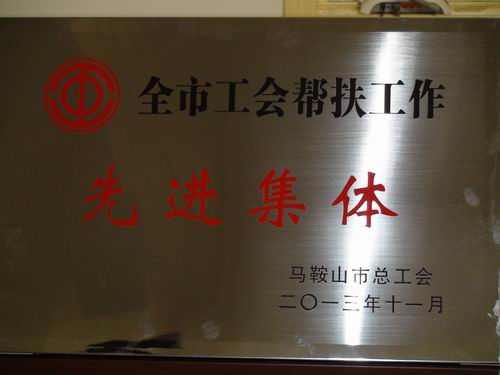 全市工会帮扶工作
先进集体
马鞍山市总工会
二〇一三年十一月